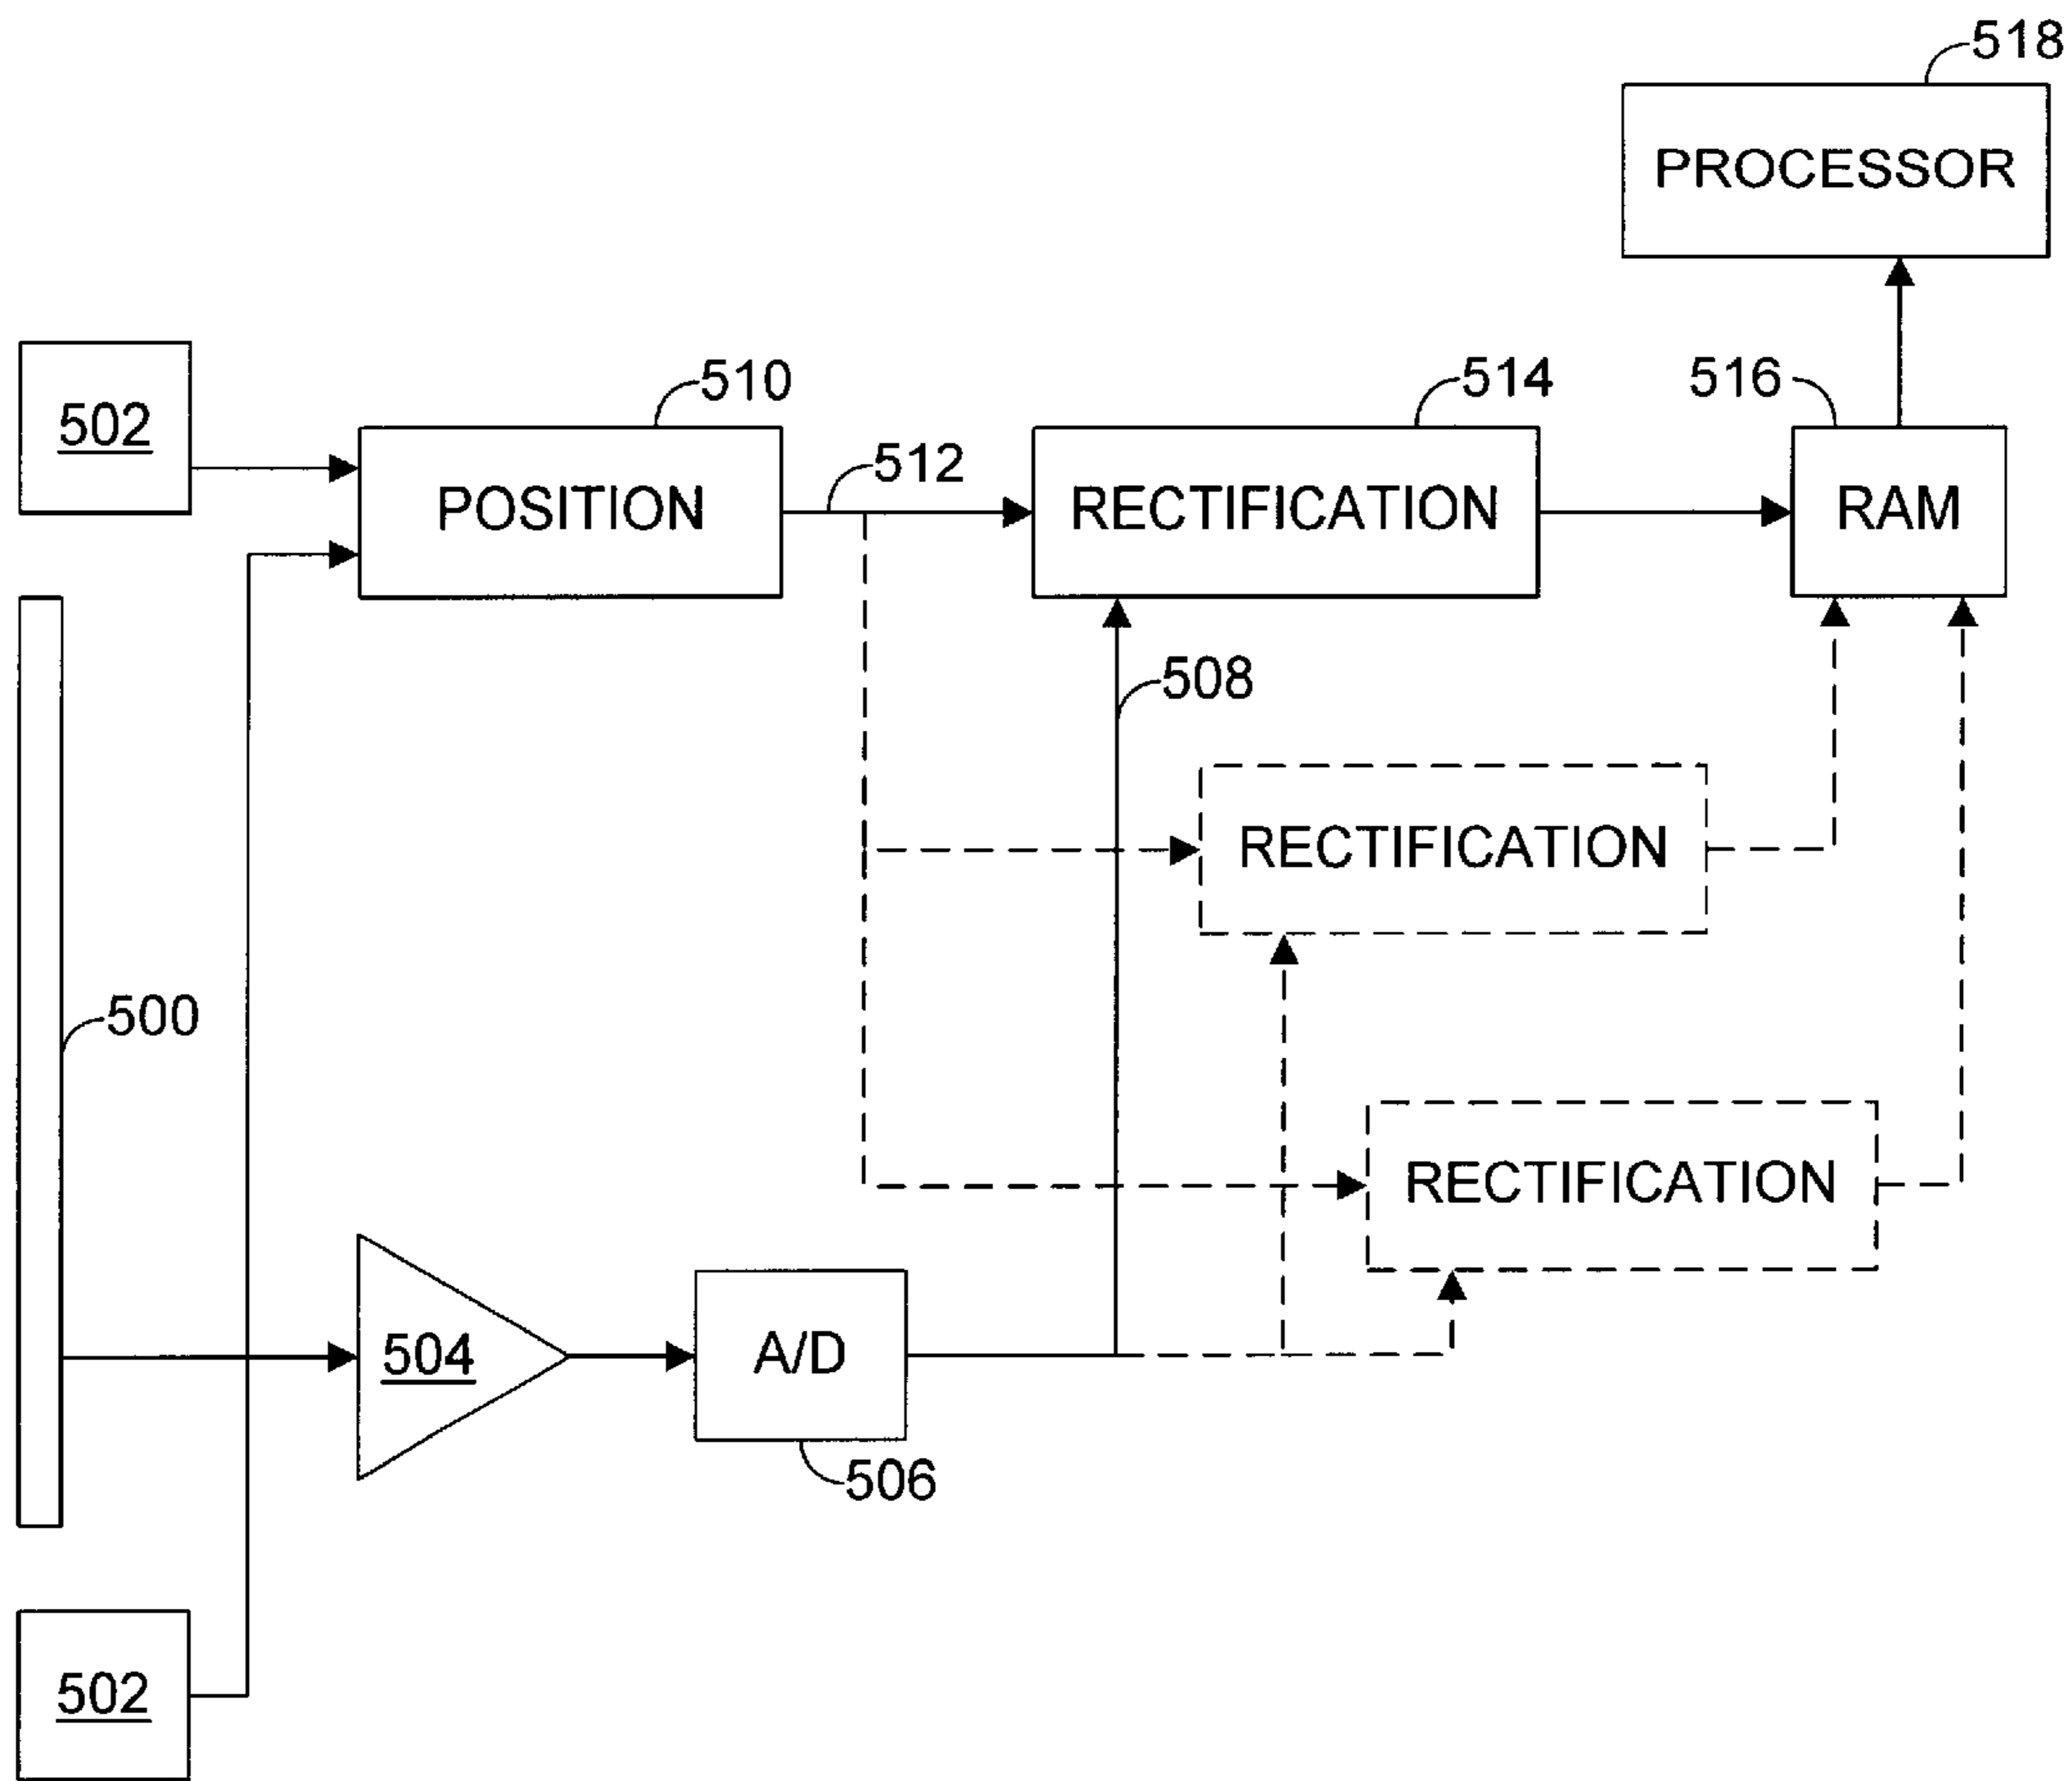 518
PROCESSOR
510
514
516
502
512
POSITION
RECTIFICATION
RAM
508
RECTIFICATION
500
RECTIFICATION
504
A/D
506
502